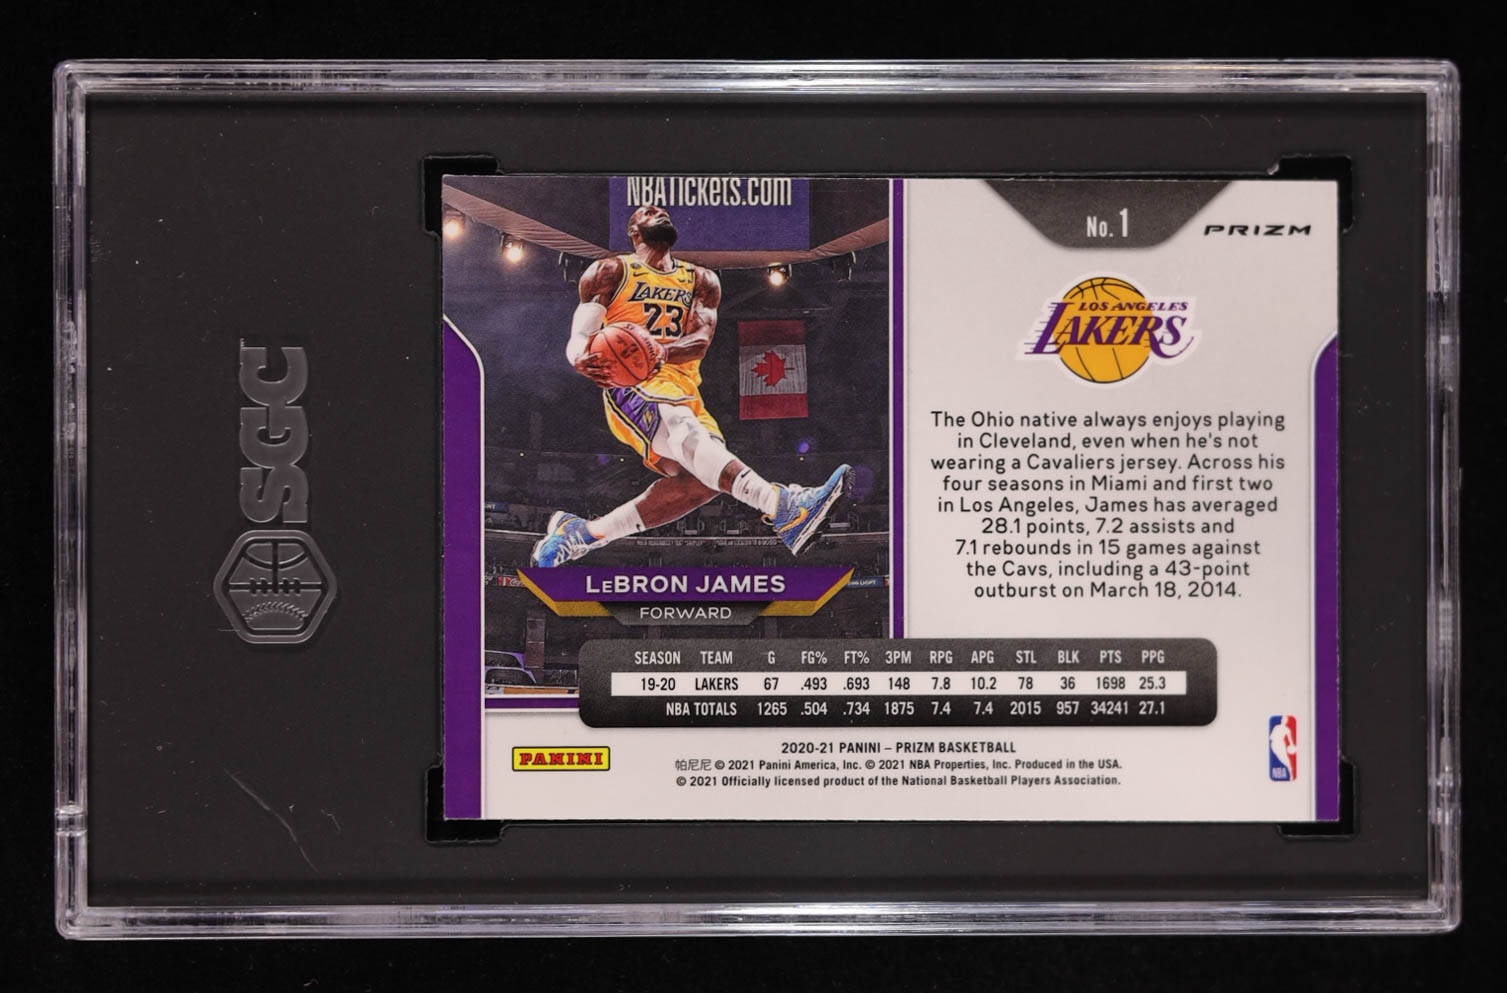 SGC
NBATICKETS.COM
LAKERS
23
LeBRON JAMES
FORWARD
No. 1
PRIZM
LOS ANGELES
LAKERS
The Ohio native always enjoys playing
in Cleveland, even when he's not
wearing a Cavaliers jersey. Across his
four seasons in Miami and first two
in Los Angeles, James has averaged
28.1 points, 7.2 assists and
7.1 rebounds in 15 games against
the Cavs, including a 43-point
outburst on March 18, 2014.
SEASON TEAM G FG% FT% 3PM RPG APG STL BLK PTS PPG
19-20 LAKERS 67 .493 .693 148 7.8 10.2 78 36 1698 25.3
NBA TOTALS 1265 .504 .734 1875 7.4 7.4 2015 957 34241 27.1
PANINI
2020-21 PANINI – PRIZM BASKETBALL
帕尼尼 © 2021 Panini America, Inc. © 2021 NBA Properties, Inc. Produced in the USA.
© 2021 Officially licensed product of the National Basketball Players Association.
NBA